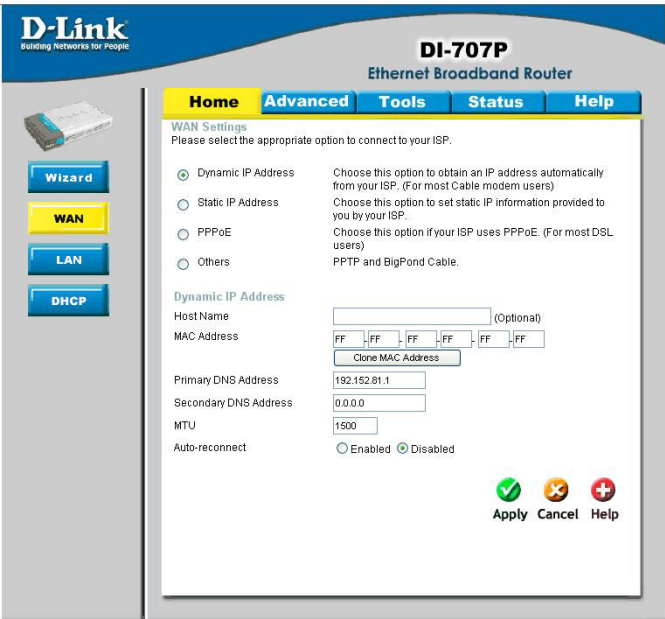 D-Link
Building Networks for People
DI-707P
Ethernet Broadband Router
Home Advanced Tools Status Help
Wizard
WAN
LAN
DHCP
WAN Settings
Please select the appropriate option to connect to your ISP.
Dynamic IP Address Choose this option to obtain an IP address automatically
from your ISP. (For most Cable modem users)
Static IP Address Choose this option to set static IP information provided to
you by your ISP.
PPPoE Choose this option if your ISP uses PPPoE. (For most DSL
users)
Others PPTP and BigPond Cable.
Dynamic IP Address
Host Name (Optional)
MAC Address FF - FF - FF - FF - FF - FF
Clone MAC Address
Primary DNS Address 192.152.81.1
Secondary DNS Address 0.0.0.0
MTU 1500
Auto-reconnect Enabled Disabled
Apply Cancel Help